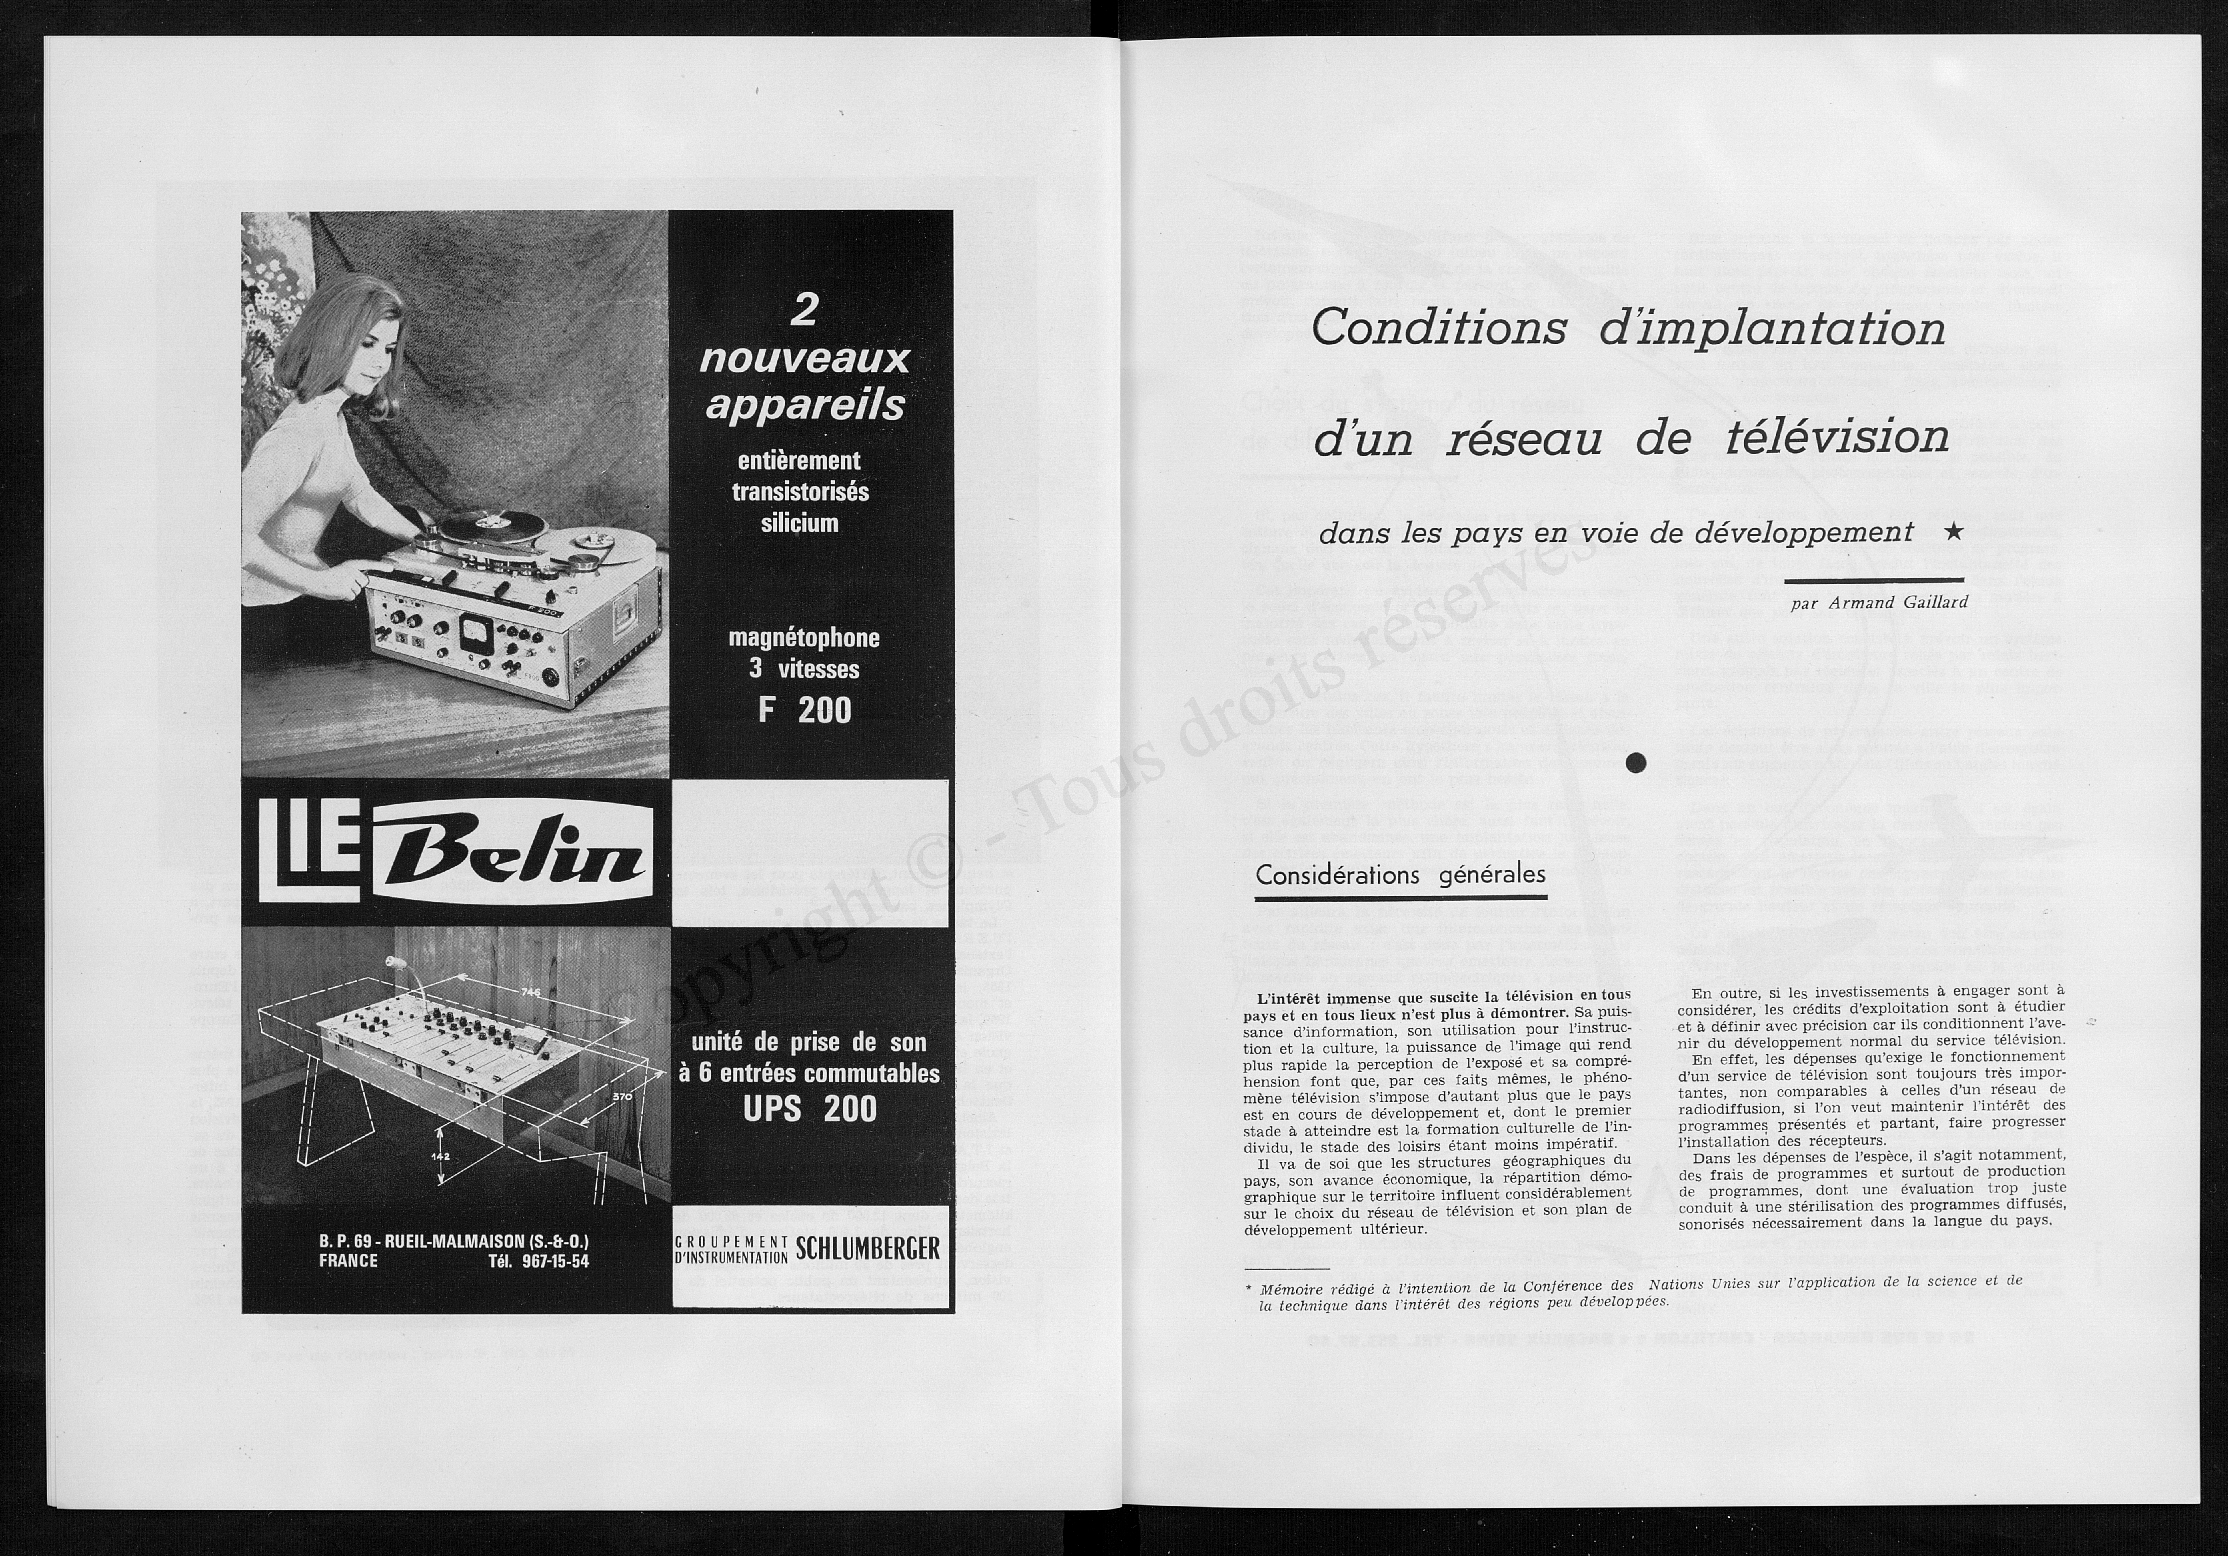 2
nouveaux
appareils
entièrement
transistorisés
silicium
magnétophone
3 vitesses
F 200
F 200
LIE Belin
746
370
142
unité de prise de son
à 6 entrées commutables
UPS 200
B. P. 69 - RUEIL-MALMAISON (S.-&-O.)
FRANCE Tél. 967-15-54
GROUPEMENT
D'INSTRUMENTATION SCHLUMBERGER
Copyright © - Tous droits réservés
Conditions d'implantation
d'un réseau de télévision
dans les pays en voie de développement ★
par Armand Gaillard
Considérations générales
L'intérêt immense que suscite la télévision en tous
pays et en tous lieux n'est plus à démontrer. Sa puis-
sance d'information, son utilisation pour l'instruc-
tion et la culture, la puissance de l'image qui rend
plus rapide la perception de l'exposé et sa compré-
hension font que, par ces faits mêmes, le phéno-
mène télévision s'impose d'autant plus que le pays
est en cours de développement et, dont le premier
stade à atteindre est la formation culturelle de l'in-
dividu, le stade des loisirs étant moins impératif.
Il va de soi que les structures géographiques du
pays, son avance économique, la répartition démo-
graphique sur le territoire influent considérablement
sur le choix du réseau de télévision et son plan de
développement ultérieur.
En outre, si les investissements à engager sont à
considérer, les crédits d'exploitation sont à étudier
et à définir avec précision car ils conditionnent l'ave-
nir du développement normal du service télévision.
En effet, les dépenses qu'exige le fonctionnement
d'un service de télévision sont toujours très impor-
tantes, non comparables à celles d'un réseau de
radiodiffusion, si l'on veut maintenir l'intérêt des
programmes présentés et partant, faire progresser
l'installation des récepteurs.
Dans les dépenses de l'espèce, il s'agit notamment,
des frais de programmes et surtout de production
de programmes, dont une évaluation trop juste
conduit à une stérilisation des programmes diffusés,
sonorisés nécessairement dans la langue du pays.
* Mémoire rédigé à l'intention de la Conférence des Nations Unies sur l'application de la science et de
la technique dans l'intérêt des régions peu développées.